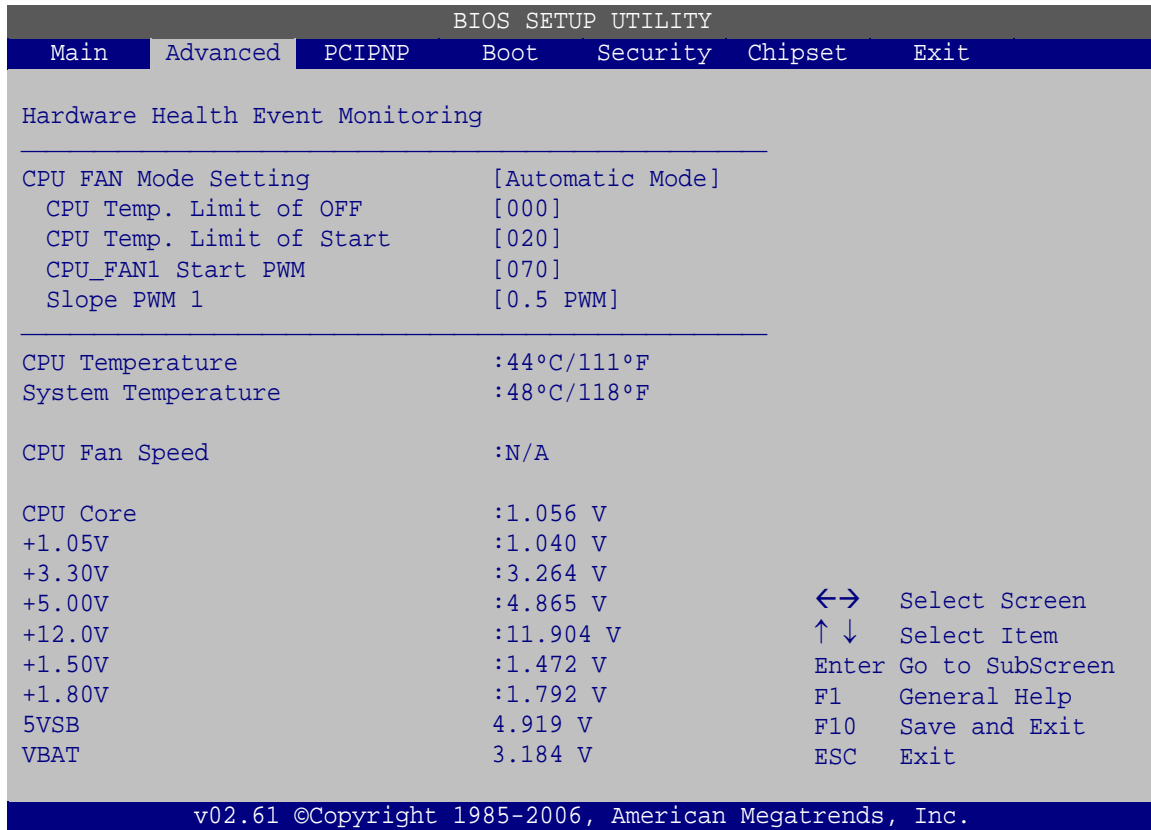 BIOS SETUP UTILITY
Main Advanced PCIPNP Boot Security Chipset Exit
Hardware Health Event Monitoring
CPU FAN Mode Setting [Automatic Mode]
CPU Temp. Limit of OFF [000]
CPU Temp. Limit of Start [020]
CPU_FAN1 Start PWM [070]
Slope PWM 1 [0.5 PWM]
CPU Temperature :44ºC/111ºF
System Temperature :48ºC/118ºF
CPU Fan Speed :N/A
CPU Core :1.056 V
+1.05V :1.040 V
+3.30V :3.264 V
+5.00V :4.865 V
+12.0V :11.904 V
+1.50V :1.472 V
+1.80V :1.792 V
5VSB 4.919 V
VBAT 3.184 V
←→ Select Screen
↑ ↓ Select Item
Enter Go to SubScreen
F1 General Help
F10 Save and Exit
ESC Exit
v02.61 ©Copyright 1985-2006, American Megatrends, Inc.